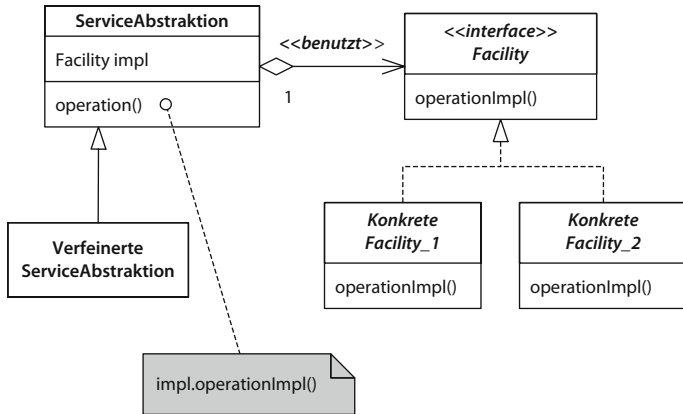 ServiceAbstraktion
Facility impl
operation()
<<benutzt>>
1
<<interface>>
Facility
operationImpl()
Verfeinerte
ServiceAbstraktion
Konkrete
Facility_1
operationImpl()
Konkrete
Facility_2
operationImpl()
impl.operationImpl()